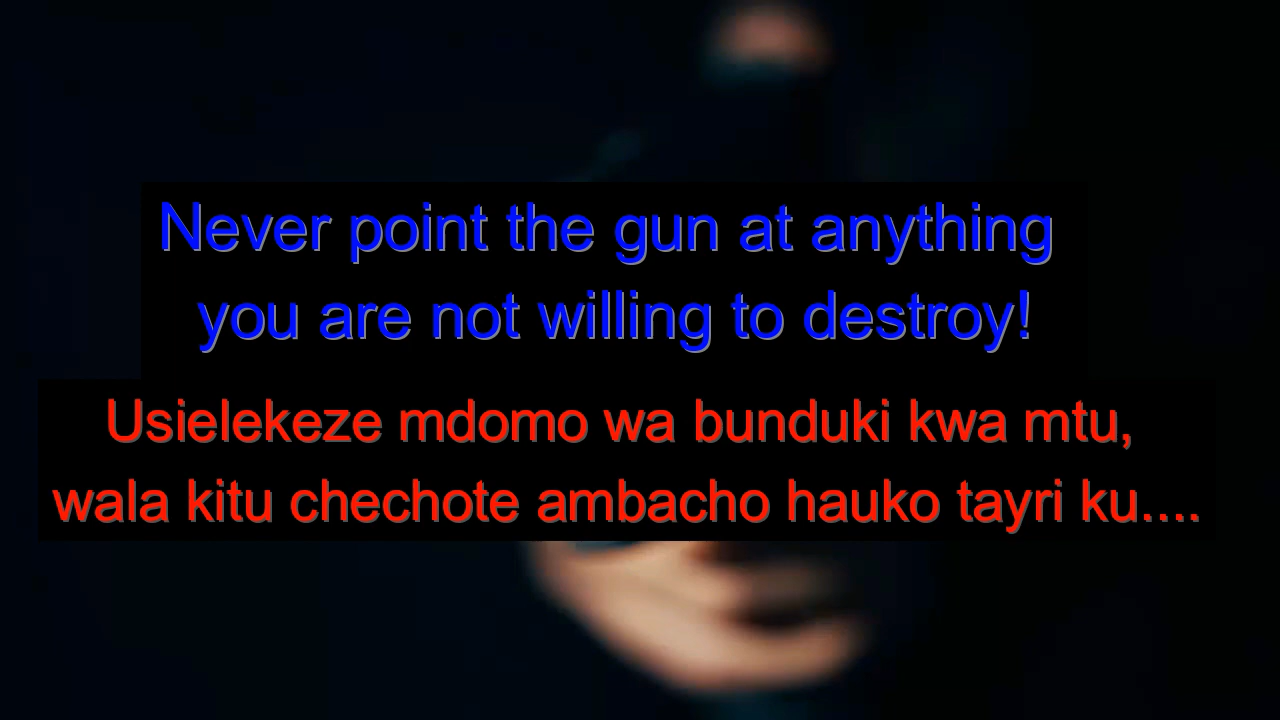 Never point the gun at anything
you are not willing to destroy!
Usielekeze mdomo wa bunduki kwa mtu,
wala kitu chechote ambacho hauko tayri ku....